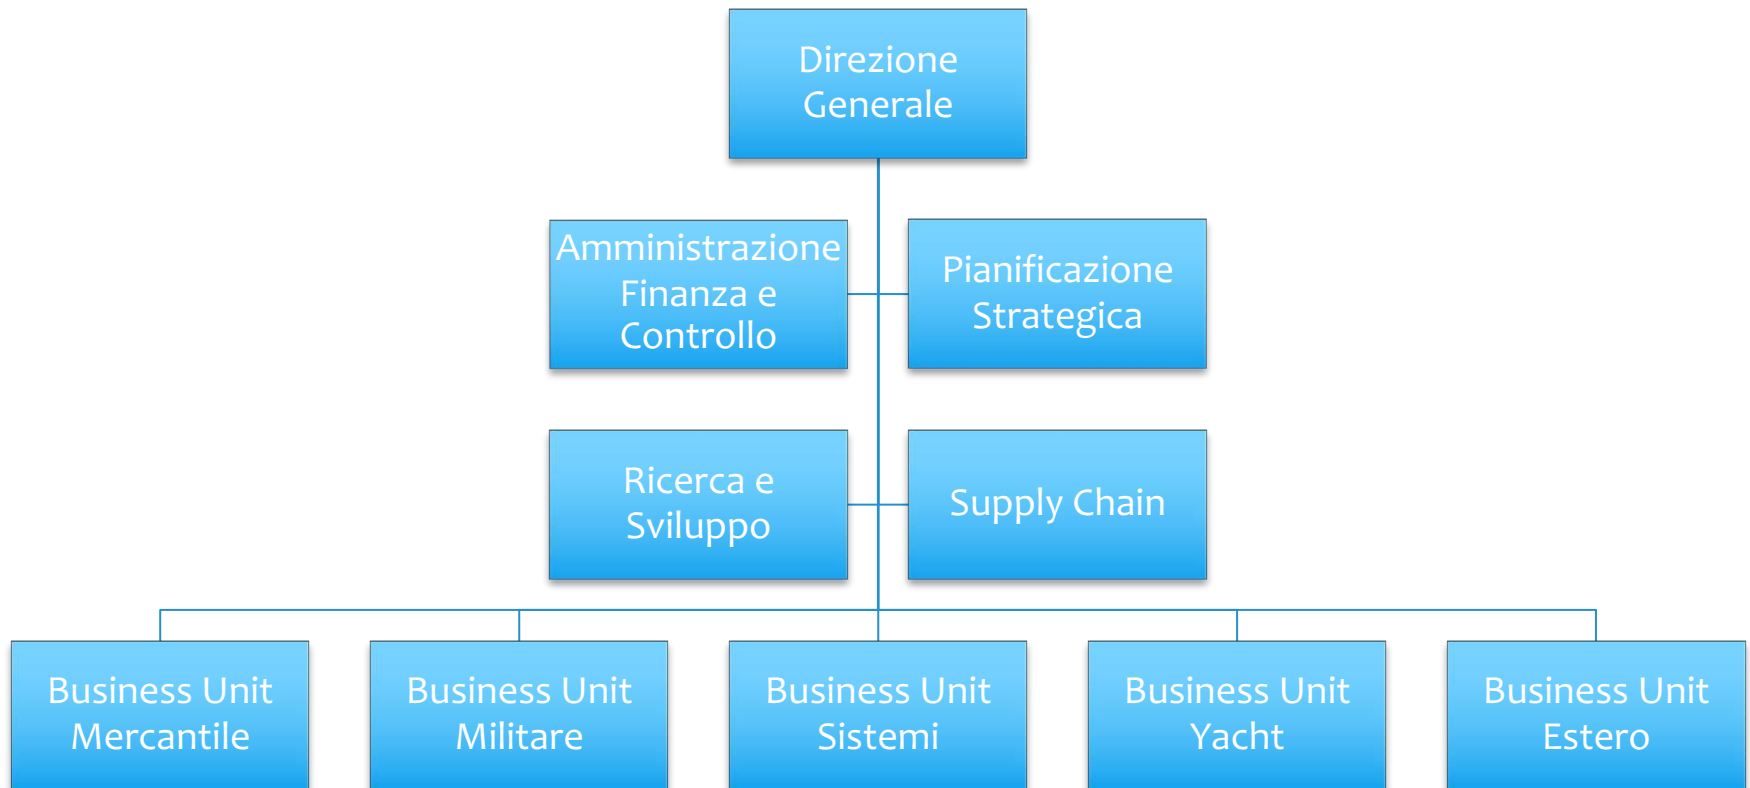 Direzione
Generale
Amministrazione
Finanza e
Controllo
Pianificazione
Strategica
Ricerca e
Sviluppo
Supply Chain
Business Unit
Mercantile
Business Unit
Militare
Business Unit
Sistemi
Business Unit
Yacht
Business Unit
Estero